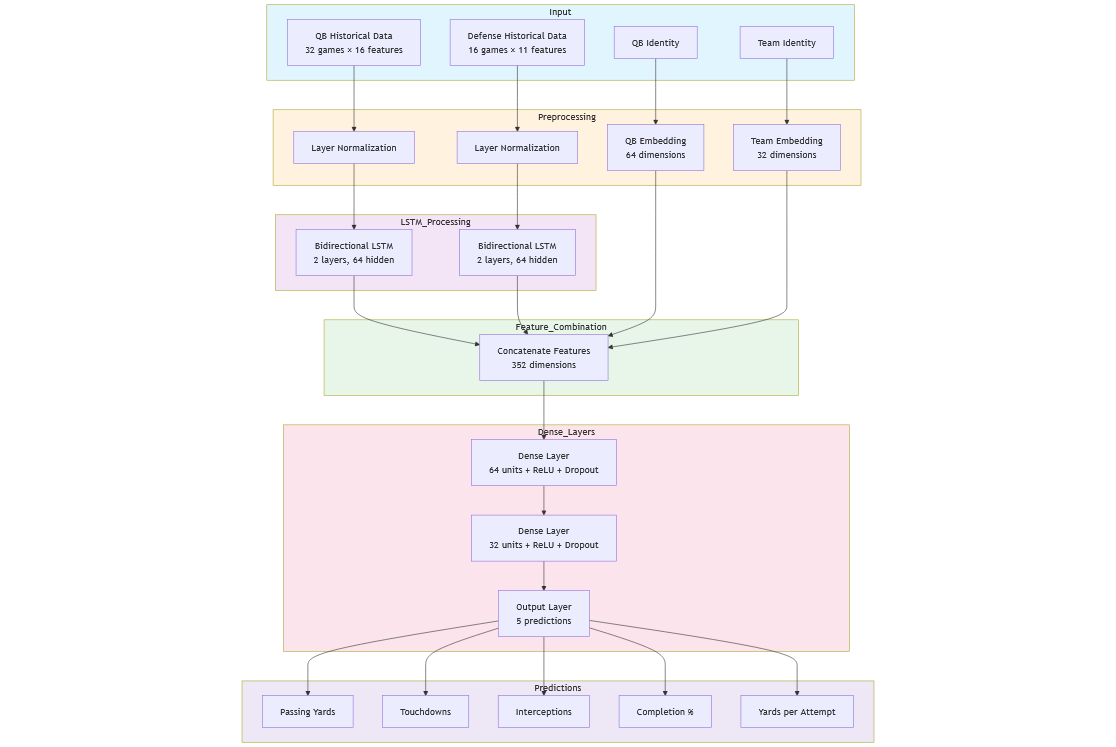 Input
QB Historical Data
32 games × 16 features
Defense Historical Data
16 games × 11 features
QB Identity
Team Identity
Preprocessing
Layer Normalization
Layer Normalization
QB Embedding
64 dimensions
Team Embedding
32 dimensions
LSTM_Processing
Bidirectional LSTM
2 layers, 64 hidden
Bidirectional LSTM
2 layers, 64 hidden
Feature_Combination
Concatenate Features
352 dimensions
Dense_Layers
Dense Layer
64 units + ReLU + Dropout
Dense Layer
32 units + ReLU + Dropout
Output Layer
5 predictions
Predictions
Passing Yards
Touchdowns
Interceptions
Completion %
Yards per Attempt